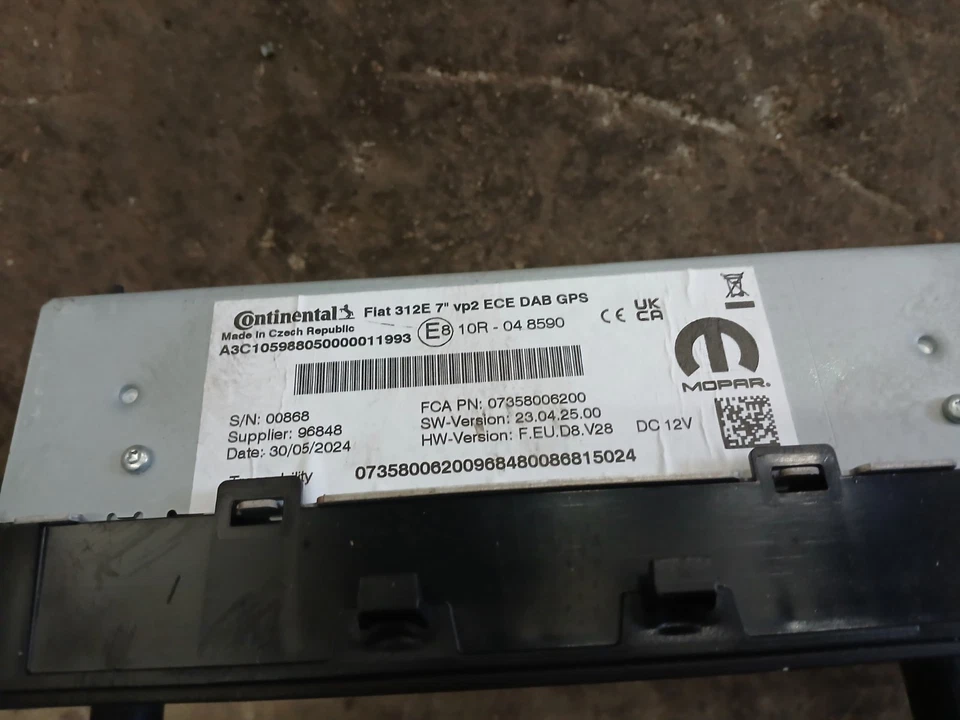 Continental Fiat 312E 7" vp2 ECE DAB GPS
Made in Czech Republic
A3C105988050000011993 E8 10R - 04 8590
CE UK CA
MOPAR®
S/N: 00868
Supplier: 96848
Date: 30/05/2024
FCA PN: 07358006200
SW-Version: 23.04.25.00
HW-Version: F.EU.D8.V28
DC 12V
07358006200968480086815024